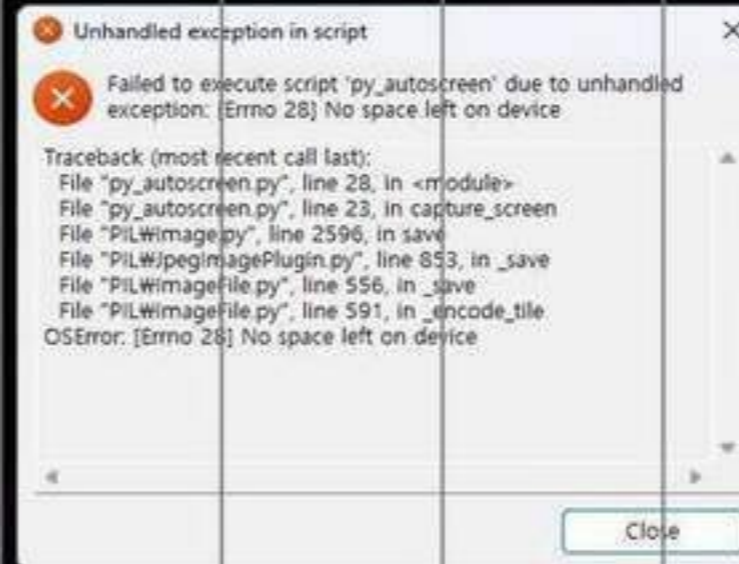 Unhandled exception in script
Failed to execute script 'py_autoscreen' due to unhandled
exception: [Errno 28] No space left on device
Traceback (most recent call last):
File "py_autoscreen.py", line 28, in <module>
File "py_autoscreen.py", line 23, in capture_screen
File "PIL₩Image.py", line 2596, in save
File "PIL₩JpegImagePlugin.py", line 853, in _save
File "PIL₩ImageFile.py", line 556, in _save
File "PIL₩ImageFile.py", line 591, in _encode_tile
OSError: [Errno 28] No space left on device
Close